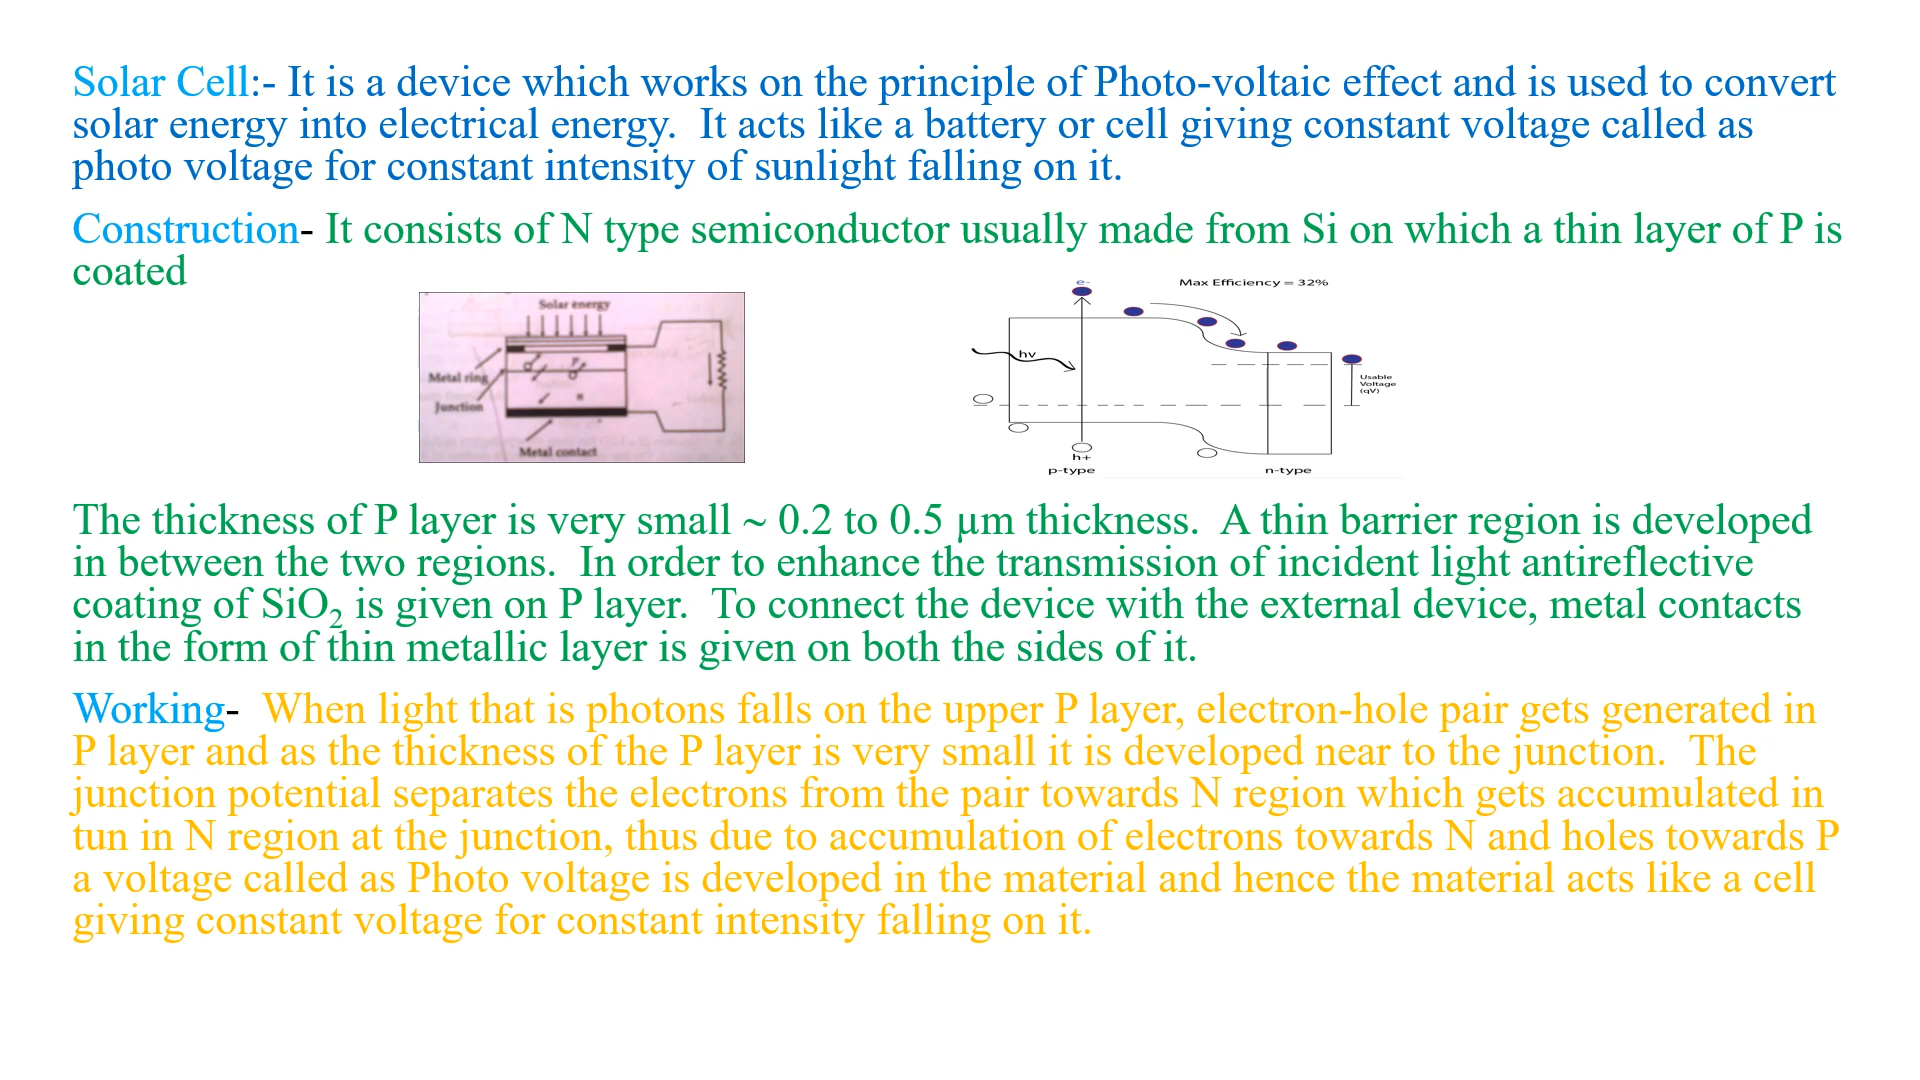 Solar Cell:- It is a device which works on the principle of Photo-voltaic effect and is used to convert
solar energy into electrical energy.  It acts like a battery or cell giving constant voltage called as
photo voltage for constant intensity of sunlight falling on it.
Construction- It consists of N type semiconductor usually made from Si on which a thin layer of P is
coated
Solar energy
P
Metal ring
Junction
n
Metal contact
e-
Max Efficiency = 32%
hv
Usable
Voltage
(qV)
h+
p-type
n-type
The thickness of P layer is very small ~ 0.2 to 0.5 µm thickness.  A thin barrier region is developed
in between the two regions.  In order to enhance the transmission of incident light antireflective
coating of SiO₂ is given on P layer.  To connect the device with the external device, metal contacts
in the form of thin metallic layer is given on both the sides of it.
Working-  When light that is photons falls on the upper P layer, electron-hole pair gets generated in
P layer and as the thickness of the P layer is very small it is developed near to the junction.  The
junction potential separates the electrons from the pair towards N region which gets accumulated in
tun in N region at the junction, thus due to accumulation of electrons towards N and holes towards P
a voltage called as Photo voltage is developed in the material and hence the material acts like a cell
giving constant voltage for constant intensity falling on it.